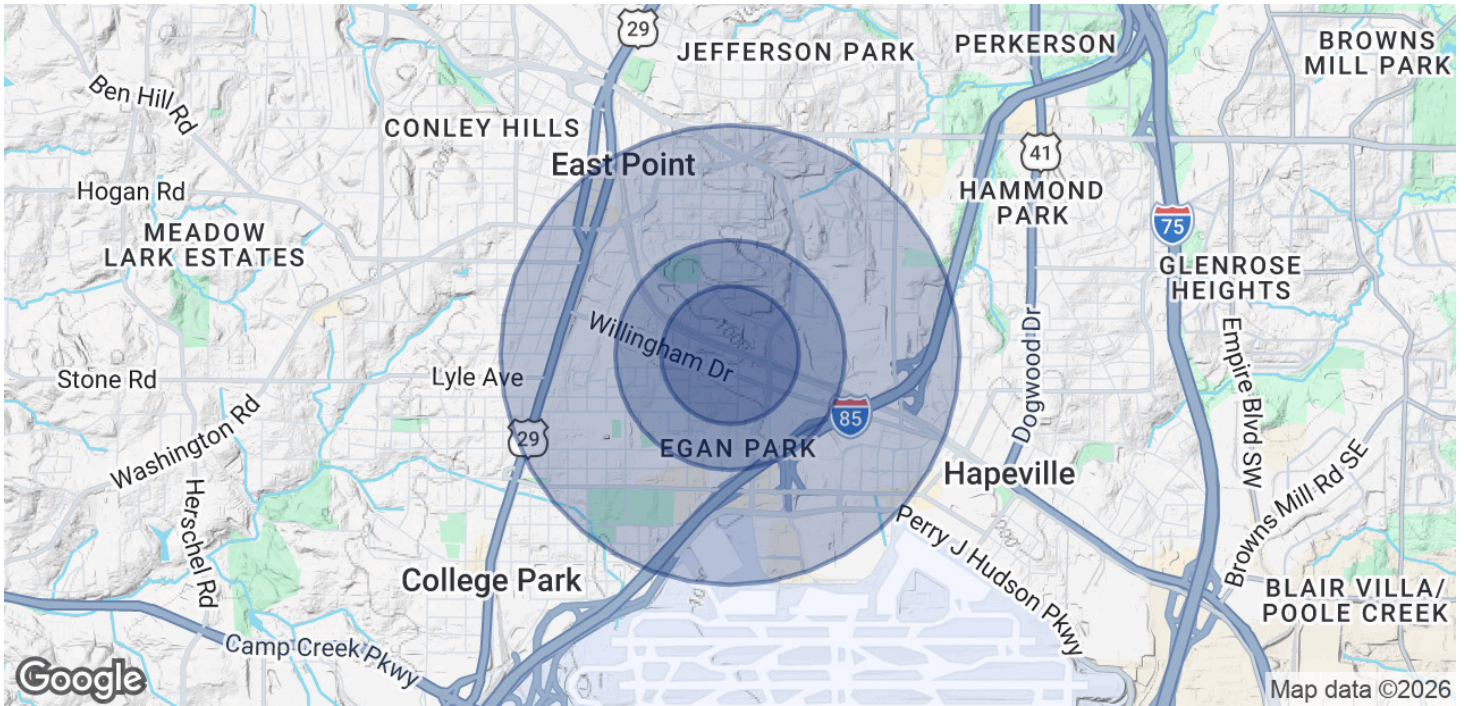 29
JEFFERSON PARK
PERKERSON
BROWNS
MILL PARK
Ben Hill Rd
CONLEY HILLS
East Point
41
Hogan Rd
HAMMOND
PARK
MEADOW
LARK ESTATES
75
GLENROSE
HEIGHTS
Willingham Dr
1000
Stone Rd
Lyle Ave
Dogwood Dr
Empire Blvd SW
85
29
EGAN PARK
Washington Rd
Hapeville
Herschel Rd
Browns Mill Rd SE
Perry J Hudson Pkwy
College Park
BLAIR VILLA/
POOLE CREEK
Camp Creek Pkwy
Google
Map data ©2026